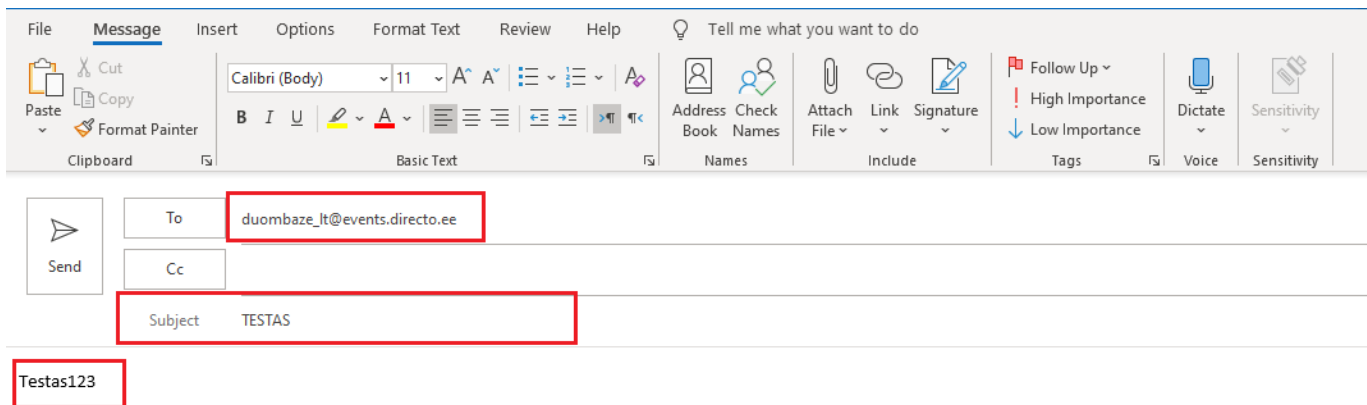 File Message Insert Options Format Text Review Help Tell me what you want to do
Cut
Copy
Paste
Format Painter
Clipboard
Calibri (Body) 11
B I U A
Basic Text
Address Book
Check Names
Names
Attach File
Link
Signature
Include
Follow Up
High Importance
Low Importance
Tags
Dictate
Voice
Sensitivity
Sensitivity
Send
To duombaze_lt@events.directo.ee
Cc
Subject TESTAS
Testas123